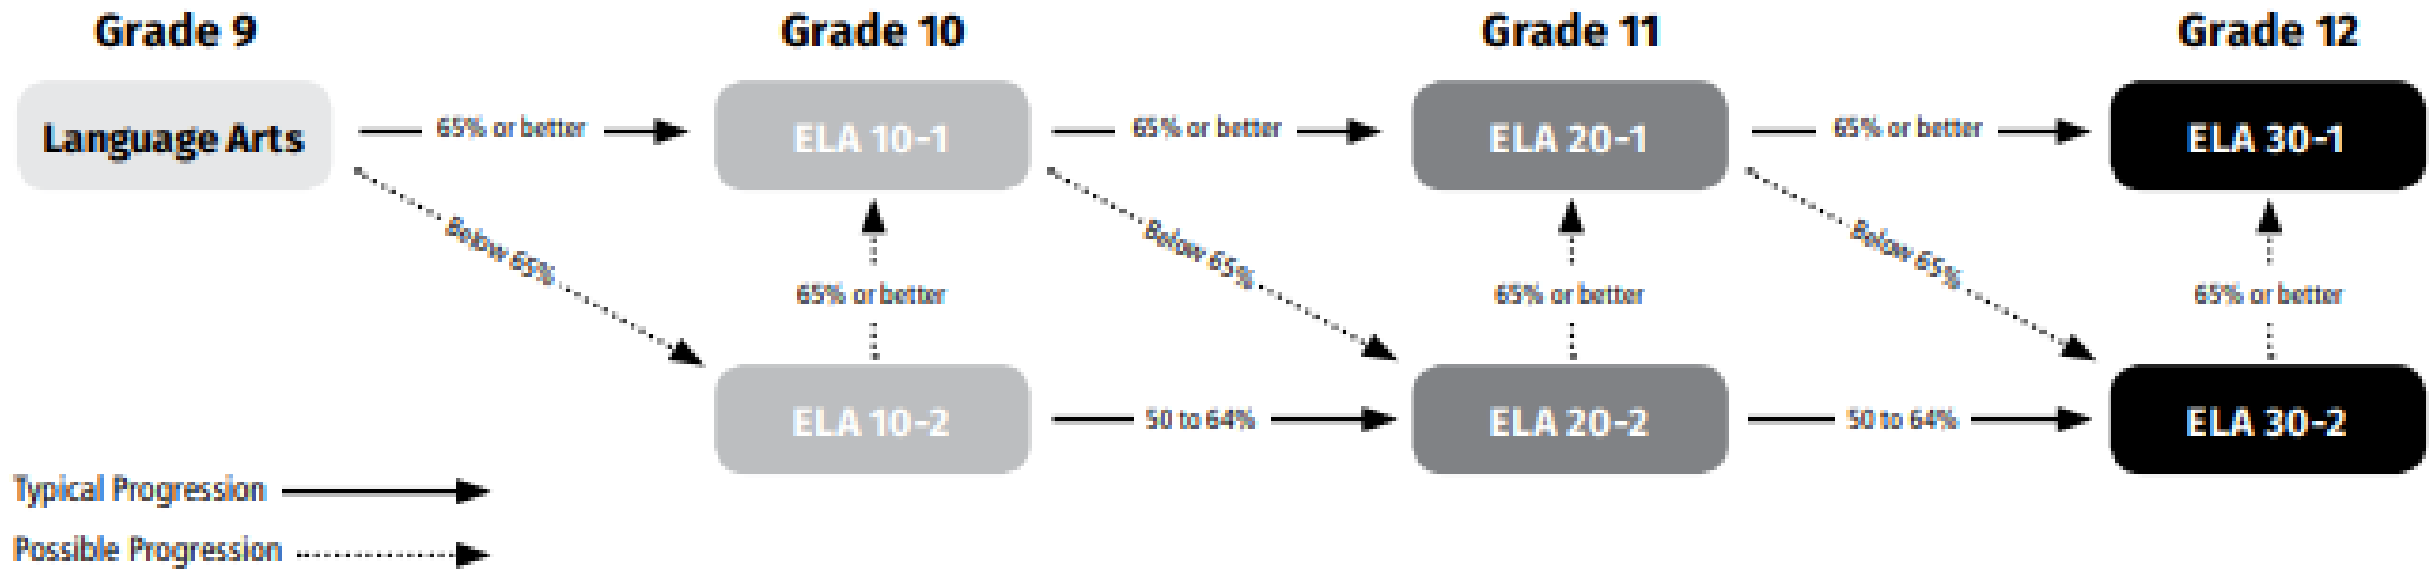 Grade 9
Grade 10
Grade 11
Grade 12
Language Arts
65% or better
ELA 10-1
65% or better
ELA 20-1
65% or better
ELA 30-1
Below 65%
65% or better
Below 65%
65% or better
Below 65%
65% or better
ELA 10-2
50 to 64%
ELA 20-2
50 to 64%
ELA 30-2
Typical Progression
Possible Progression